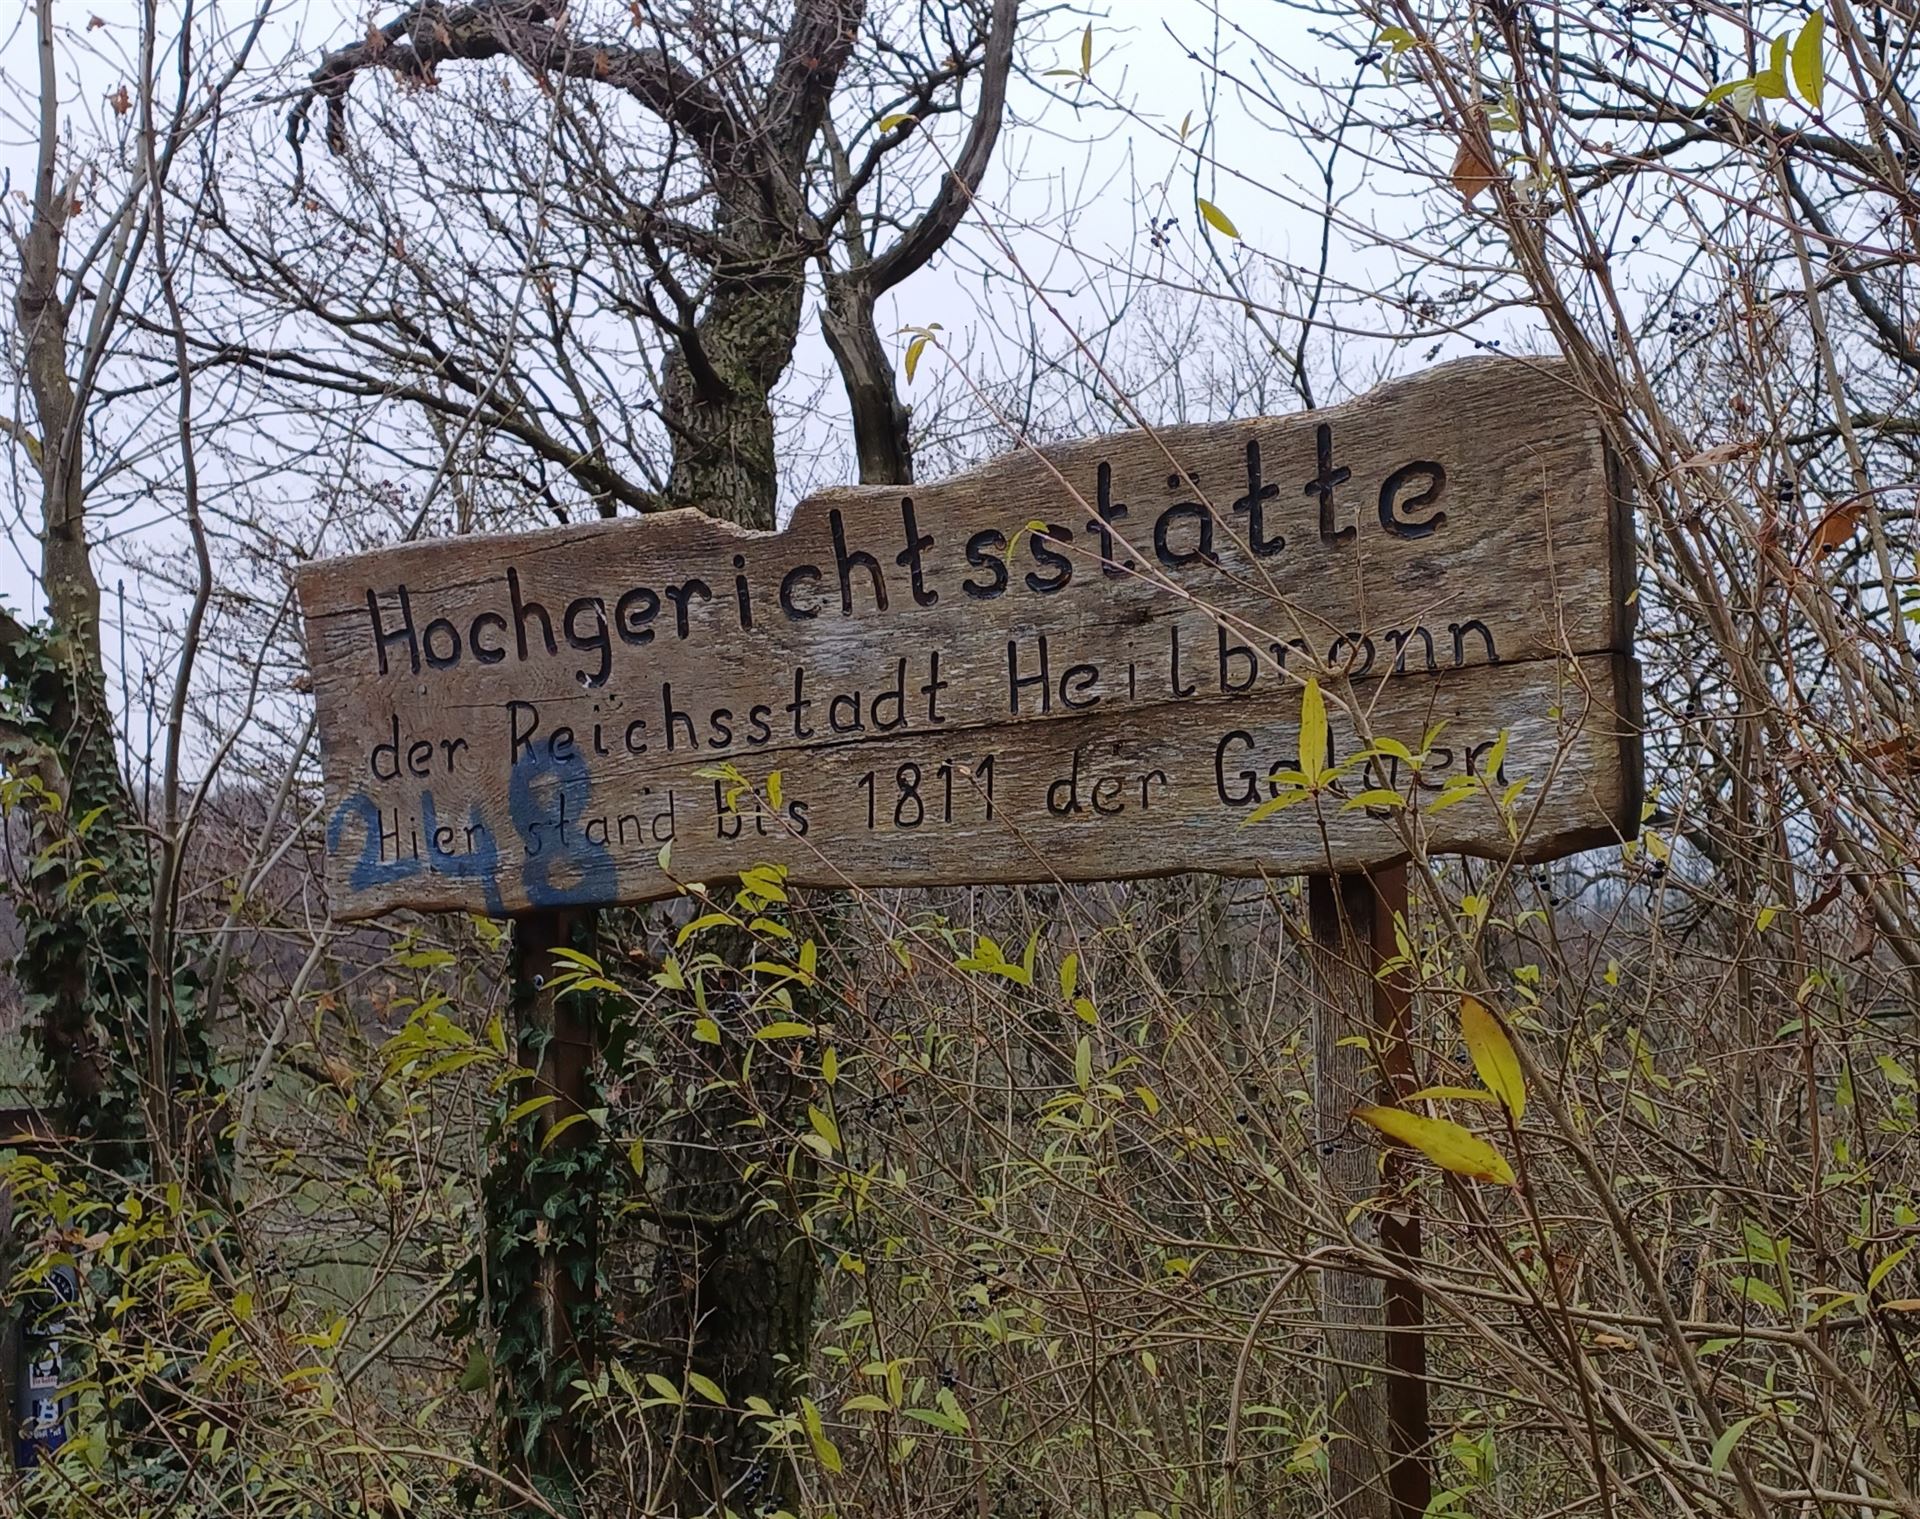 Hochgerichtsstätte
der Reichsstadt Heilbronn
Hier stand bis 1811 der Galgen
248